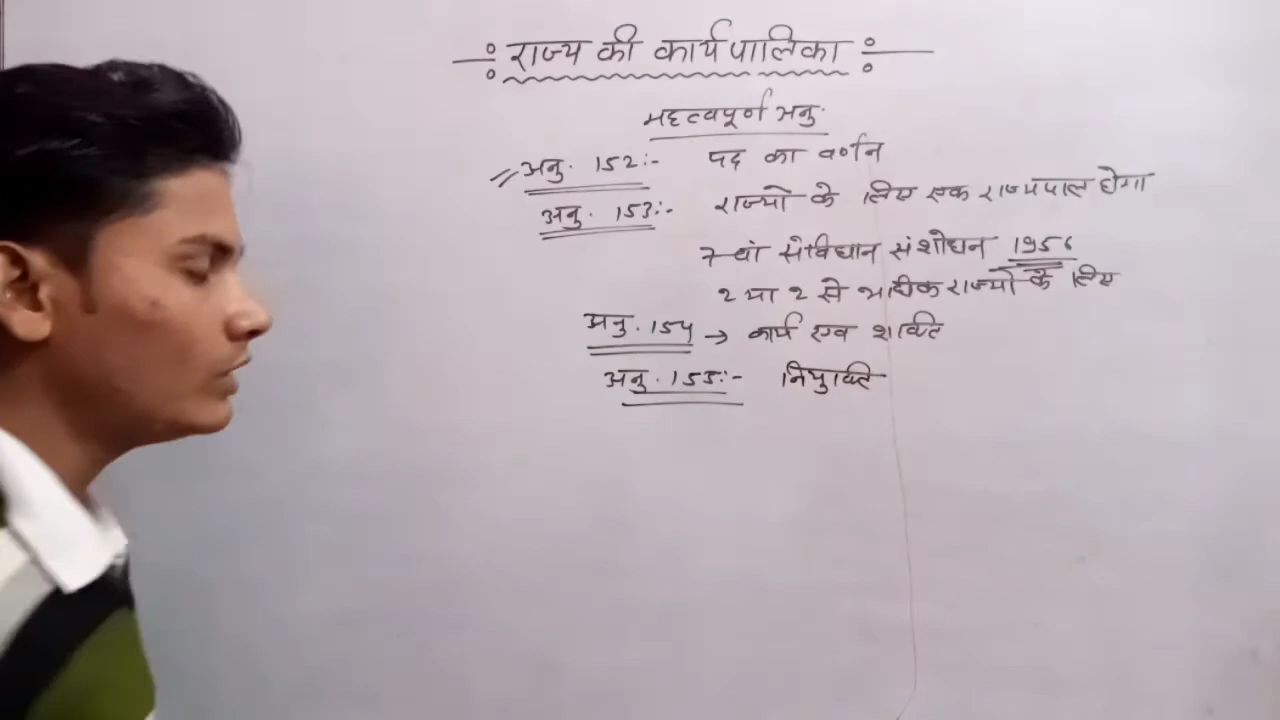 राज्य की कार्यपालिका
महत्वपूर्ण अनु.
अनु. 152:- पद का वर्णन
अनु. 153:- राज्यो के लिए एक राज्यपाल होगा
7 वां संविधान संशोधन 1956
2 या 2 से अधीक राज्यो के लिए
अनु. 154 → कार्य एव शक्ति
अनु. 155:- नियुक्ति